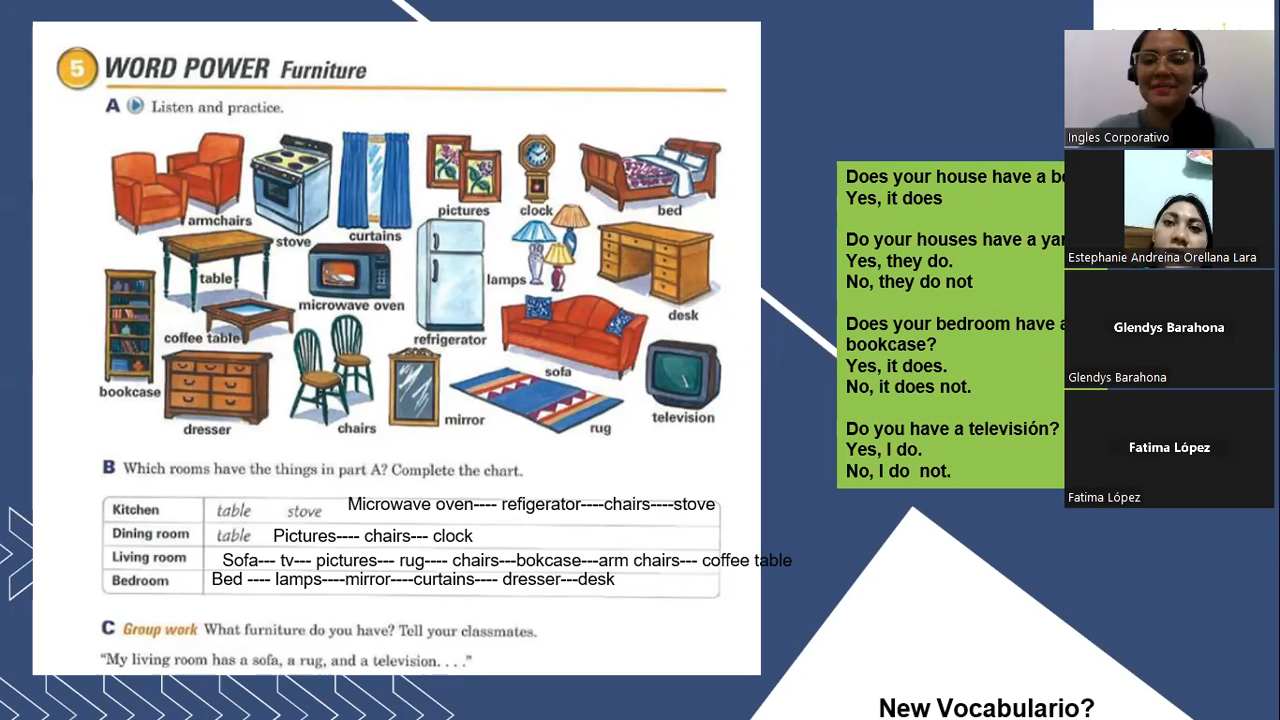 5 WORD POWER Furniture
A Listen and practice.
armchairs
stove
curtains
pictures
clock
bed
table
microwave oven
refrigerator
lamps
desk
coffee table
bookcase
dresser
chairs
mirror
rug
sofa
television
B Which rooms have the things in part A? Complete the chart.
Kitchen table stove Microwave oven---- refigerator----chairs----stove
Dining room table Pictures---- chairs--- clock
Living room Sofa--- tv--- pictures--- rug---- chairs---bokcase---arm chairs--- coffee table
Bedroom Bed ---- lamps----mirror----curtains---- dresser---desk
C Group work What furniture do you have? Tell your classmates.
"My living room has a sofa, a rug, and a television. . . ."
Does your house have a
Yes, it does
Do your houses have a
Yes, they do.
No, they do not
Does your bedroom have a
bookcase?
Yes, it does.
No, it does not.
Do you have a televisión?
Yes, I do.
No, I do not.
New Vocabulario?
Ingles Corporativo
Estephanie Andreina Orellana Lara
Glendys Barahona
Glendys Barahona
Fatima López
Fatima López